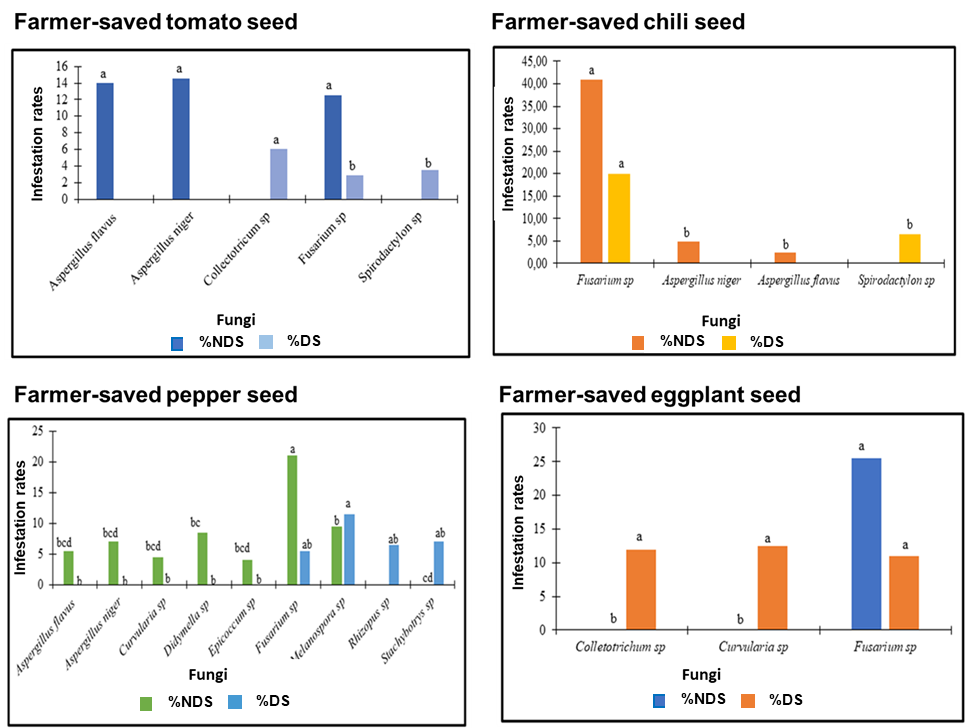 Farmer-saved tomato seed
Infestation rates
16
14
12
10
8
6
4
2
0
a
a
a
a
b
b
Aspergillus flavus
Aspergillus niger
Collectotricum sp
Fusarium sp
Spirodactylon sp
Fungi
%NDS
%DS
Farmer-saved chili seed
Infestation rates
45,00
40,00
35,00
30,00
25,00
20,00
15,00
10,00
5,00
0,00
a
a
b
b
b
Fusarium sp
Aspergillus niger
Aspergillus flavus
Spirodactylon sp
Fungi
%NDS
%DS
Farmer-saved pepper seed
Infestation rates
25
20
15
10
5
0
bcd
b
bcd
b
bcd
b
bc
b
bcd
b
a
ab
b
a
ab
cd
ab
Aspergillus flavus
Aspergillus niger
Curvularia sp
Didymella sp
Epicoccum sp
Fusarium sp
Melanospora sp
Rhizopus sp
Stachybotrys sp
Fungi
%NDS
%DS
Farmer-saved eggplant seed
Infestation rates
30
25
20
15
10
5
0
b
a
b
a
a
a
Colletotrichum sp
Curvularia sp
Fusarium sp
Fungi
%NDS
%DS